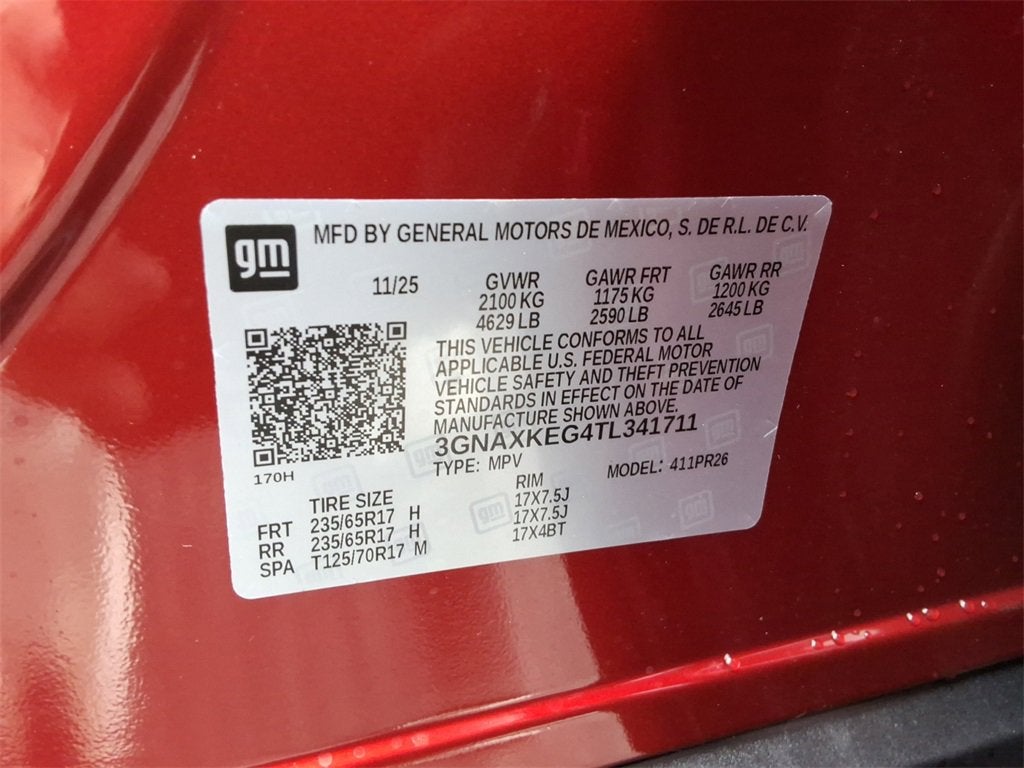 gm
MFD BY GENERAL MOTORS DE MEXICO, S. DE R.L. DE C.V.
11/25 GVWR GAWR FRT GAWR RR
2100 KG 1175 KG 1200 KG
4629 LB 2590 LB 2645 LB
THIS VEHICLE CONFORMS TO ALL
APPLICABLE U.S. FEDERAL MOTOR
VEHICLE SAFETY AND THEFT PREVENTION
STANDARDS IN EFFECT ON THE DATE OF
MANUFACTURE SHOWN ABOVE.
3GNAXKEG4TL341711
170H TYPE: MPV MODEL: 411PR26
TIRE SIZE RIM
FRT 235/65R17 H 17X7.5J
RR 235/65R17 H 17X7.5J
SPA T125/70R17 M 17X4BT